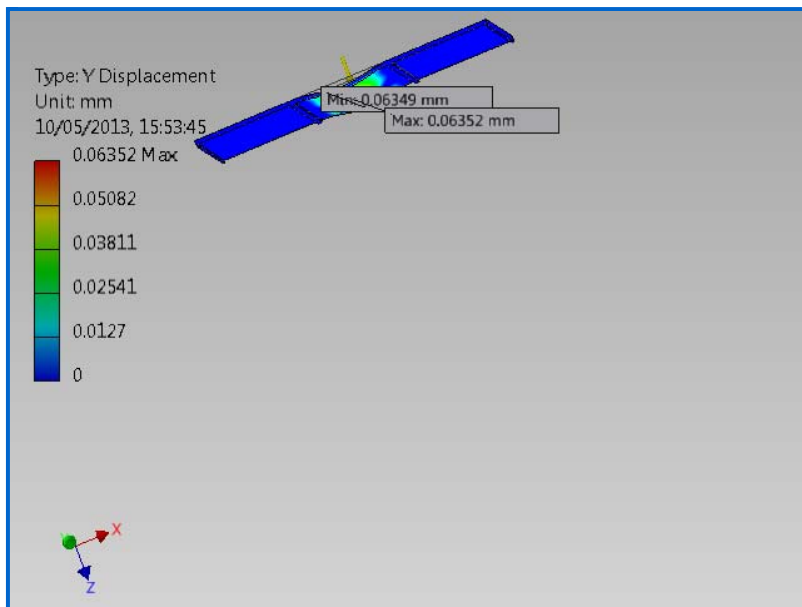 Type: Y Displacement
Unit: mm
10/05/2013, 15:53:45
0.06352 Max
0.05082
0.03811
0.02541
0.0127
0
Min: 0.06349 mm
Max: 0.06352 mm
X
Z